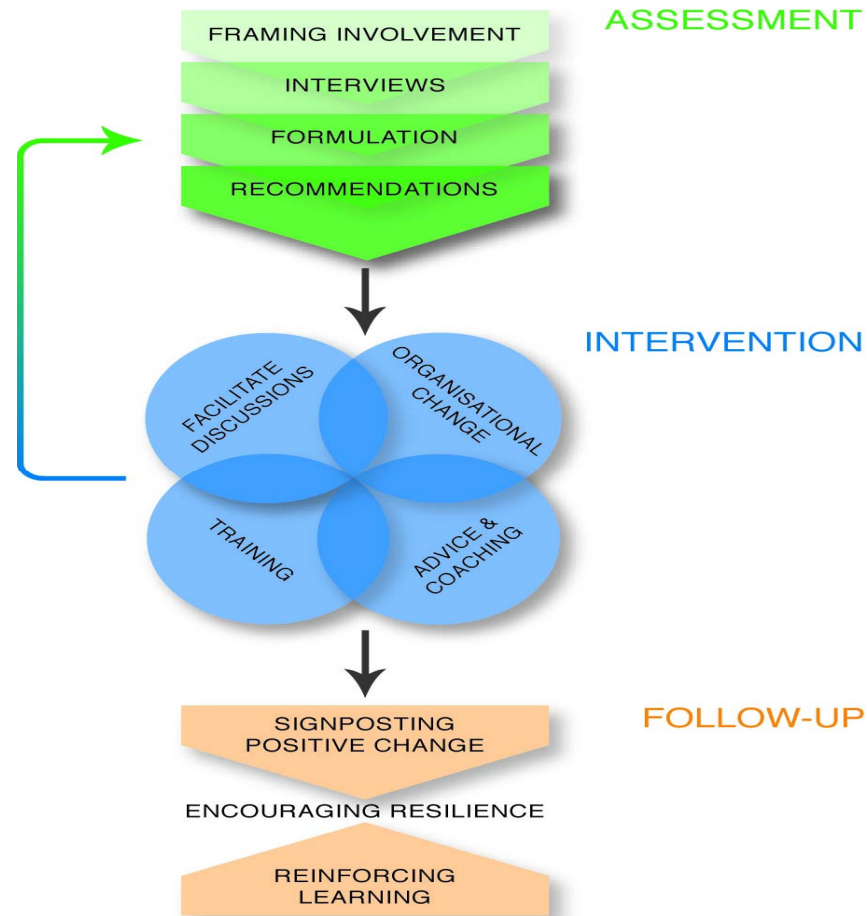 ASSESSMENT
FRAMING INVOLVEMENT
INTERVIEWS
FORMULATION
RECOMMENDATIONS
INTERVENTION
FACILITATE
DISCUSSIONS
ORGANISATIONAL
CHANGE
TRAINING
ADVICE &
COACHING
FOLLOW-UP
SIGNPOSTING
POSITIVE CHANGE
ENCOURAGING RESILIENCE
REINFORCING
LEARNING